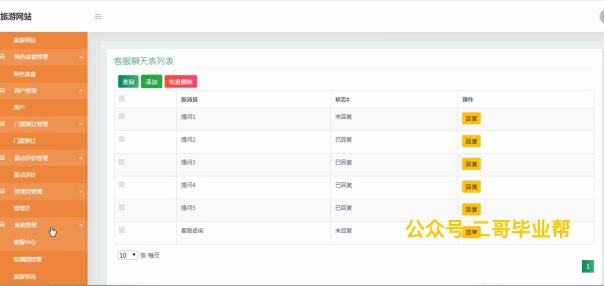 旅游网站
旅游网站
特色美食管理
特色美食
用户管理
用户
门票预订管理
门票预订
景点评价管理
景点评价
管理员管理
管理员
系统管理
客服中心
轮播图管理
旅游资讯
客服聊天表列表
查询 添加 批量删除
新消息 状态 操作
提问1 未回复 回复
提问2 已回复 回复
提问3 已回复 回复
提问4 已回复 回复
提问5 已回复 回复
客服咨询 未回复 回复
公众号 二哥毕业帮
10 条 每页
1